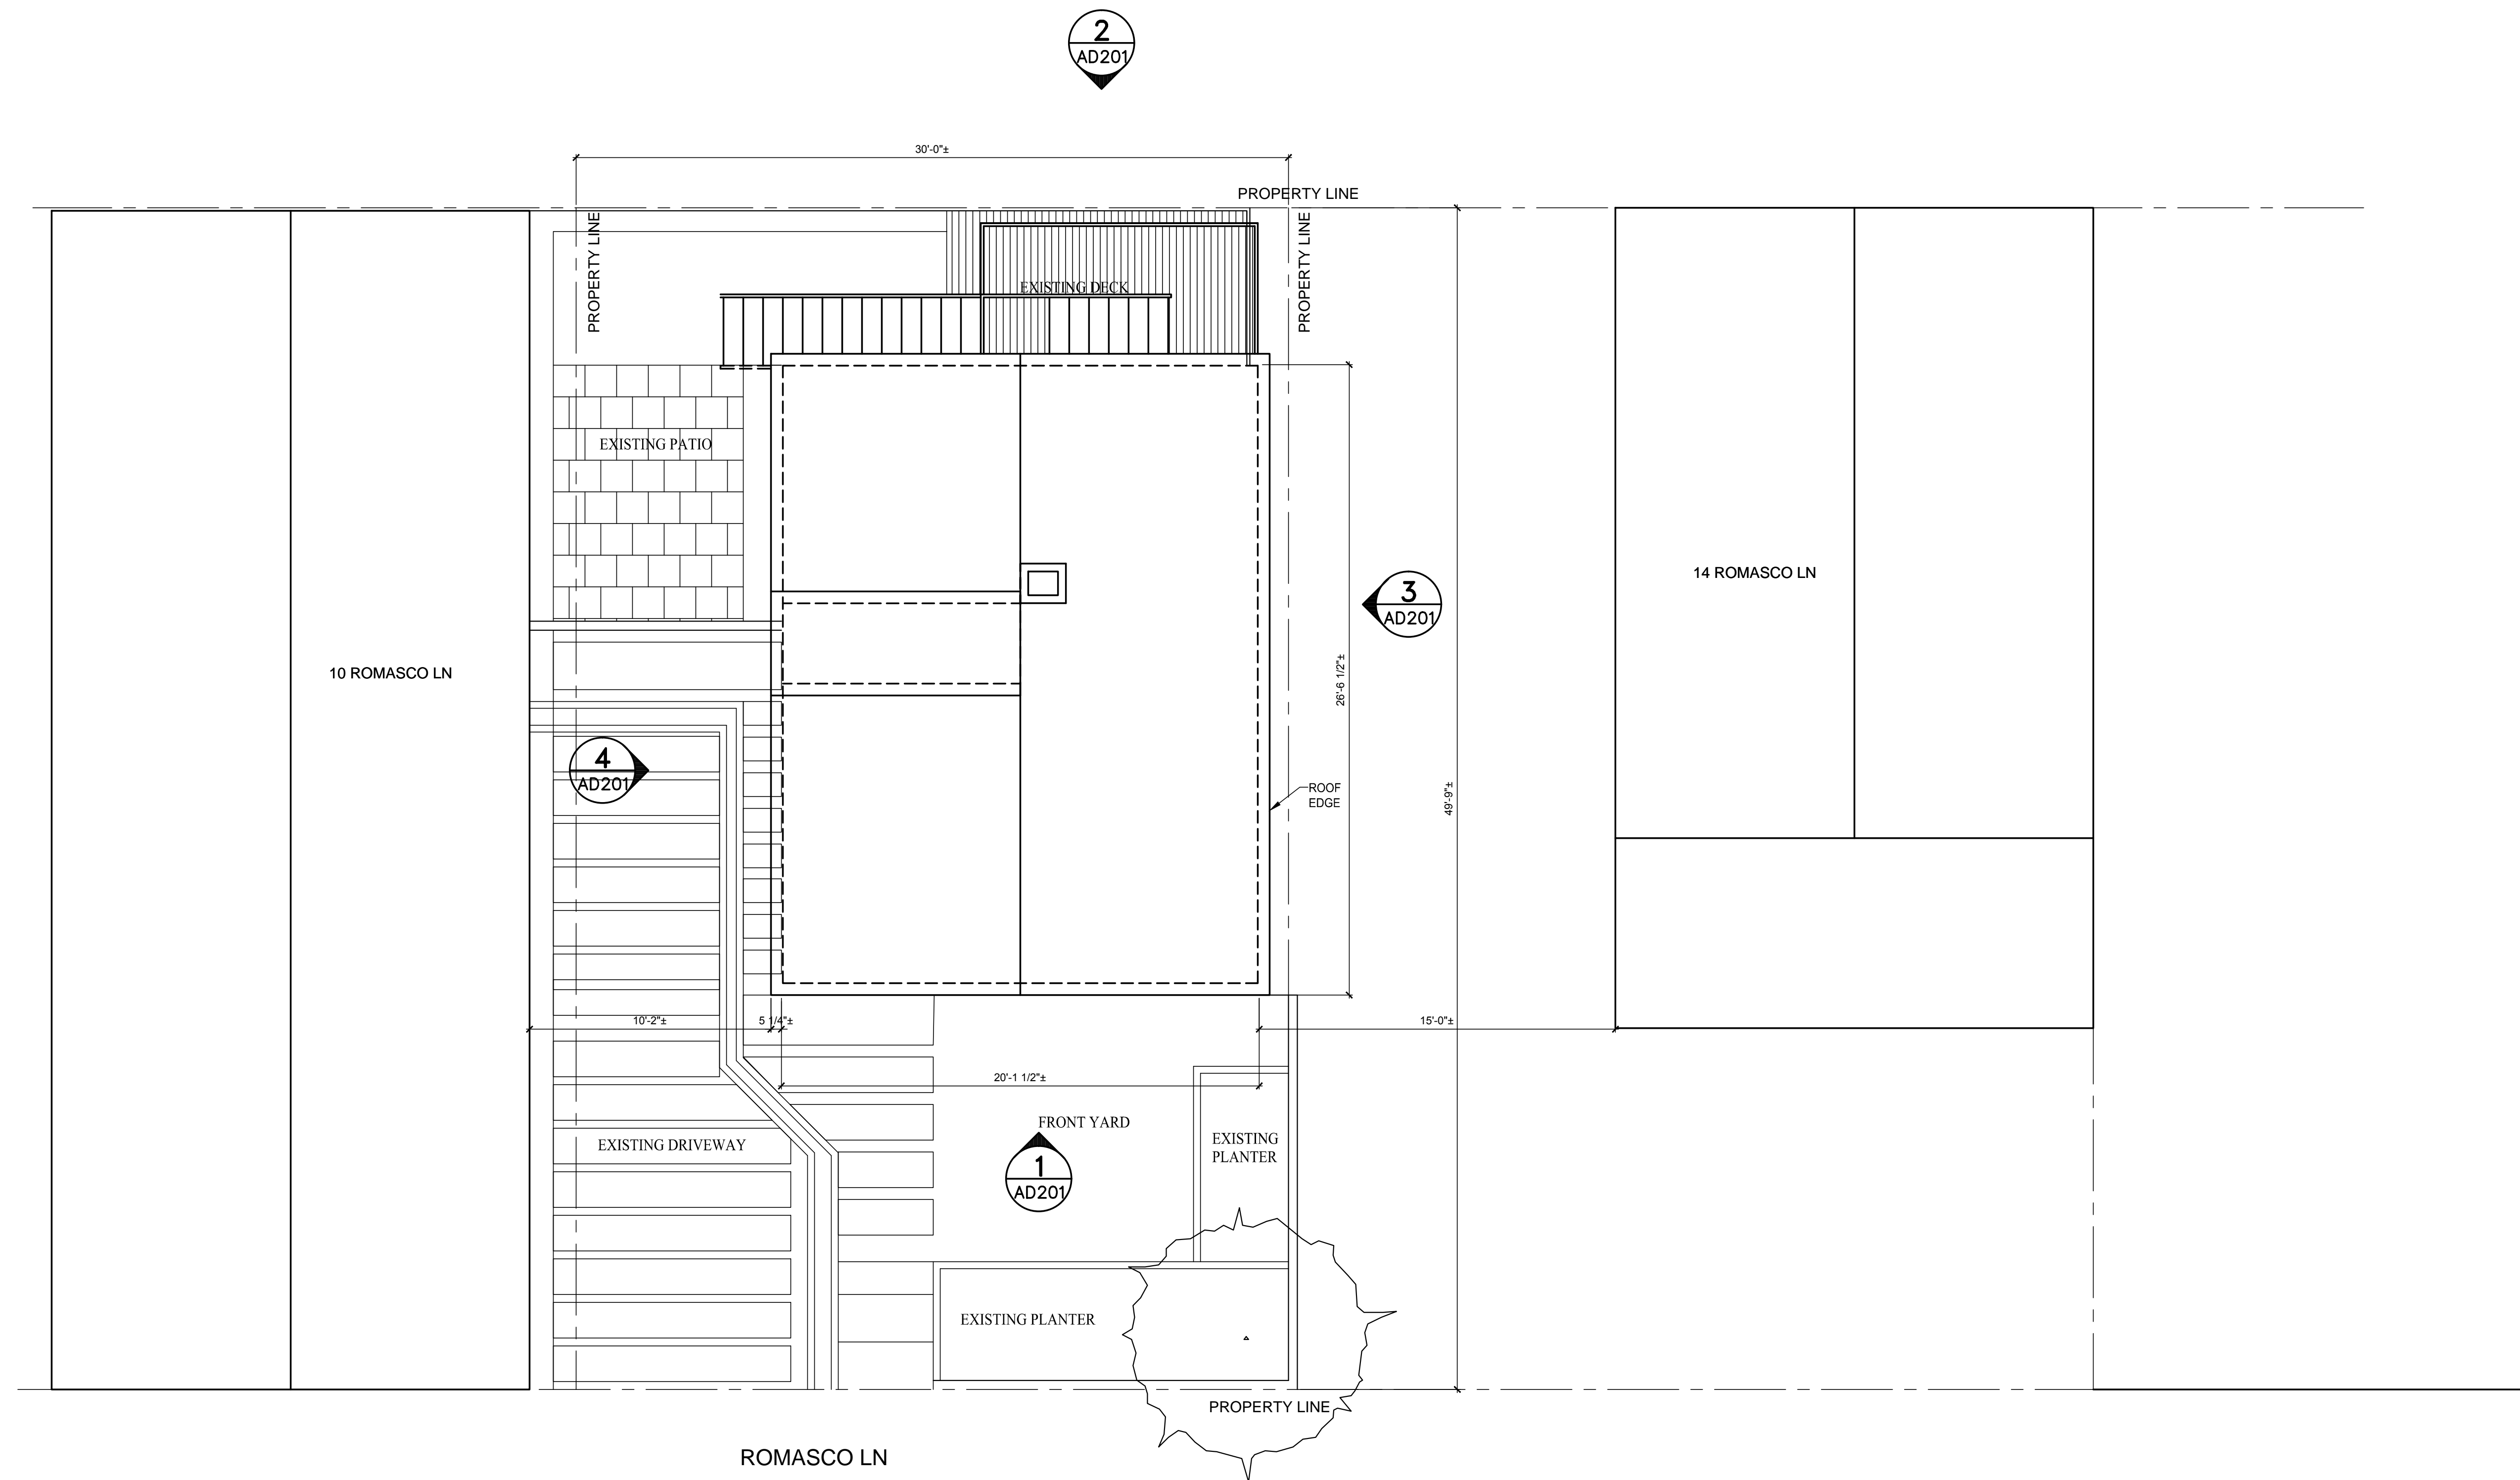 2
AD201
30'-0"±
PROPERTY LINE
PROPERTY LINE
PROPERTY LINE
EXISTING DECK
EXISTING PATIO
14 ROMASCO LN
3
AD201
10 ROMASCO LN
26'-6 1/2"±
4
AD201
ROOF
EDGE
49'-9"±
10'-2"±
5 1/4"±
15'-0"±
20'-1 1/2"±
FRONT YARD
EXISTING
PLANTER
EXISTING DRIVEWAY
1
AD201
EXISTING PLANTER
PROPERTY LINE
ROMASCO LN